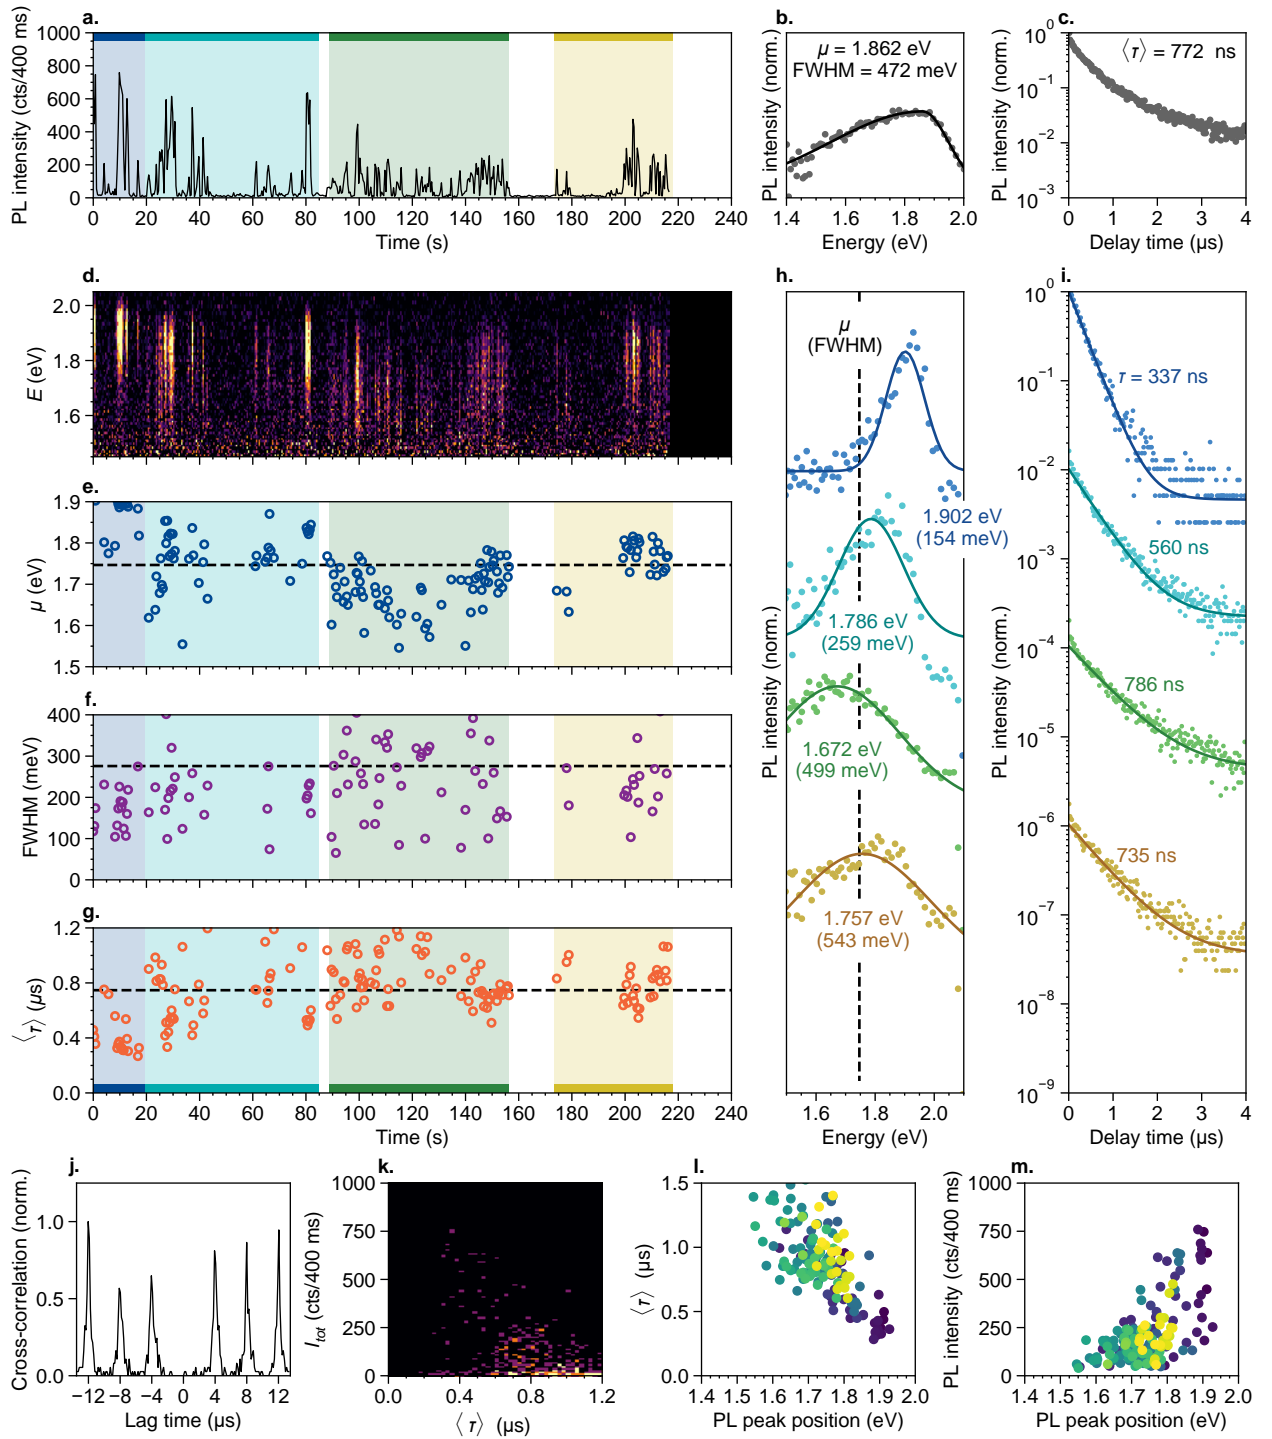 a.
PL intensity (cts/400 ms)
1000
800
600
400
200
0
0 20 40 60 80 100 120 140 160 180 200 220 240
Time (s)
b.
PL intensity (norm.)
μ = 1.862 eV
FWHM = 472 meV
1.4 1.6 1.8 2.0
Energy (eV)
c.
PL intensity (norm.)
⟨τ⟩ = 772 ns
10⁰
10⁻¹
10⁻²
10⁻³
0 1 2 3 4
Delay time (μs)
d.
E (eV)
2.0
1.8
1.6
e.
μ (eV)
1.9
1.8
1.7
1.6
1.5
f.
FWHM (meV)
400
300
200
100
0
g.
⟨τ⟩ (μs)
1.2
0.8
0.4
0.0
0 20 40 60 80 100 120 140 160 180 200 220 240
Time (s)
h.
PL intensity (norm.)
μ
(FWHM)
1.902 eV
(154 meV)
1.786 eV
(259 meV)
1.672 eV
(499 meV)
1.757 eV
(543 meV)
1.6 1.8 2.0
Energy (eV)
i.
PL intensity (norm.)
10⁰
10⁻¹
10⁻²
10⁻³
10⁻⁴
10⁻⁵
10⁻⁶
10⁻⁷
10⁻⁸
10⁻⁹
τ = 337 ns
560 ns
786 ns
735 ns
0 1 2 3 4
Delay time (μs)
j.
Cross-correlation (norm.)
1.0
0.5
0.0
−12 −8 −4 0 4 8 12
Lag time (μs)
k.
I_tot (cts/400 ms)
1000
750
500
250
0
0.0 0.4 0.8 1.2
⟨τ⟩ (μs)
l.
⟨τ⟩ (μs)
1.5
1.0
0.5
0.0
1.4 1.5 1.6 1.7 1.8 1.9 2.0
PL peak position (eV)
m.
PL intensity (cts/400 ms)
1000
750
500
250
0
1.4 1.5 1.6 1.7 1.8 1.9 2.0
PL peak position (eV)